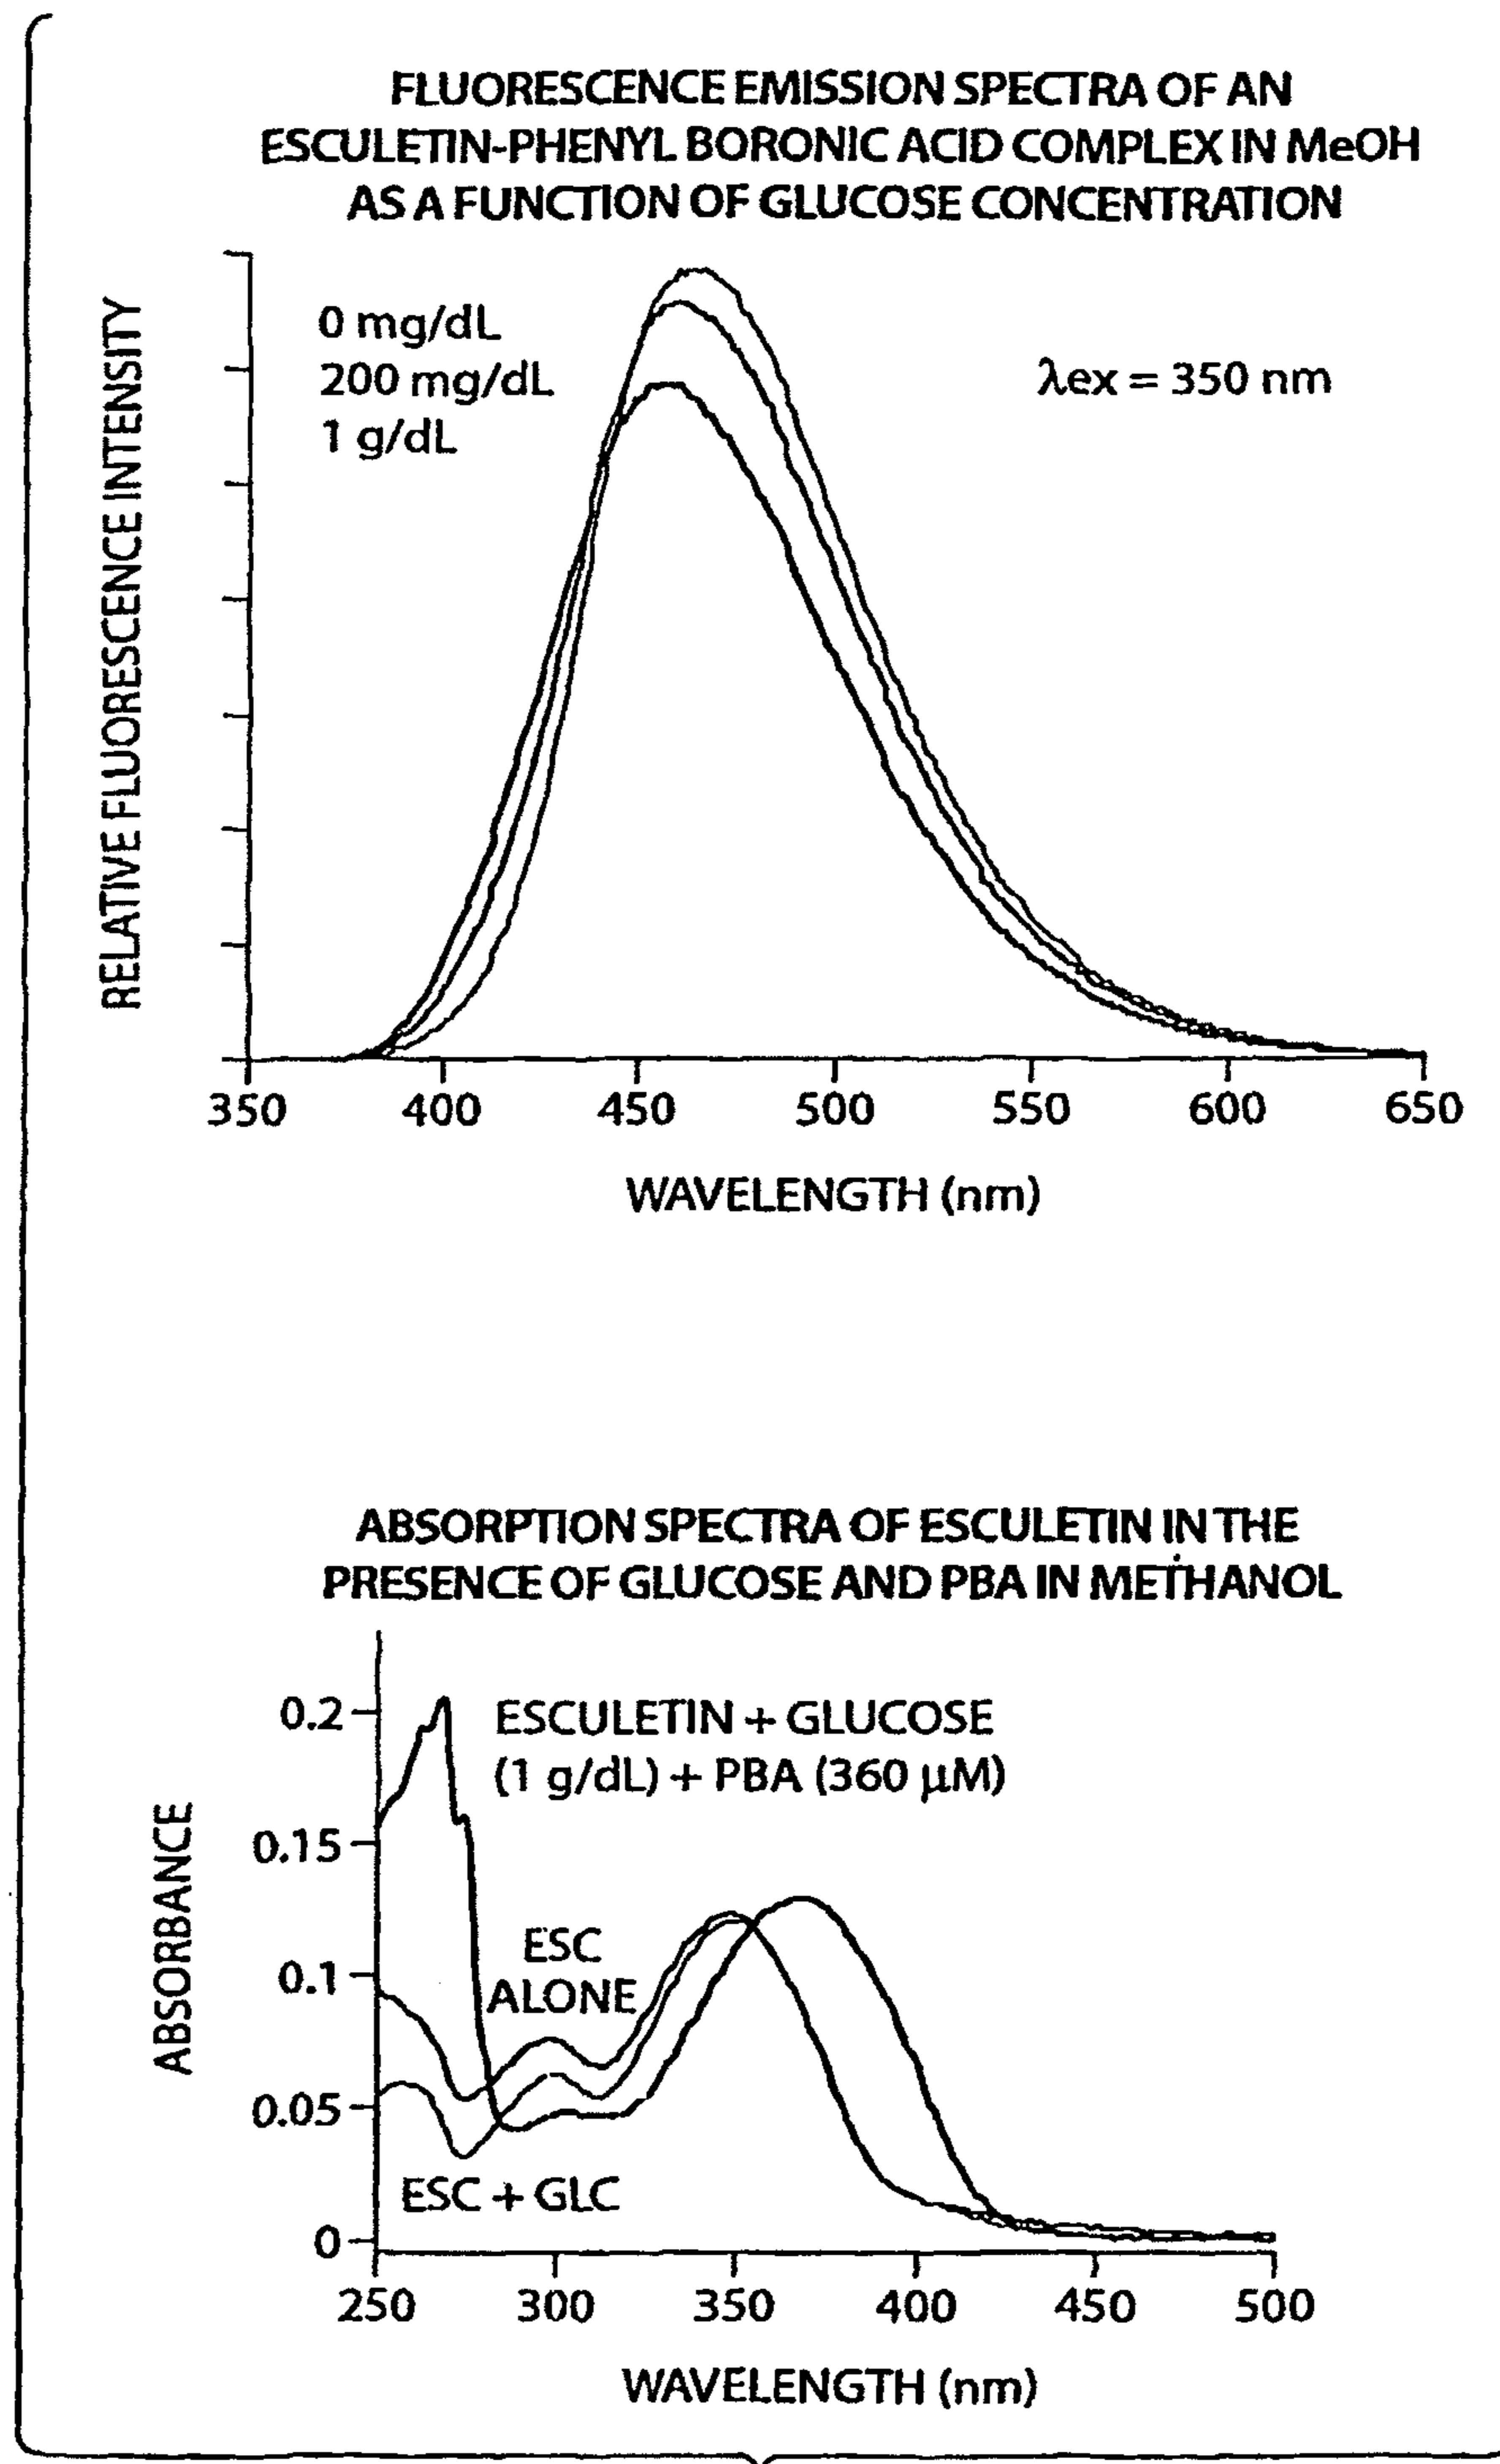 FLUORESCENCE EMISSION SPECTRA OF AN
ESCULETIN-PHENYL BORONIC ACID COMPLEX IN MeOH
AS A FUNCTION OF GLUCOSE CONCENTRATION
RELATIVE FLUORESCENCE INTENSITY
0 mg/dL
200 mg/dL
1 g/dL
λex = 350 nm
350 400 450 500 550 600 650
WAVELENGTH (nm)
ABSORPTION SPECTRA OF ESCULETIN IN THE
PRESENCE OF GLUCOSE AND PBA IN METHANOL
ABSORBANCE
0.2
0.15
0.1
0.05
0
ESCULETIN + GLUCOSE
(1 g/dL) + PBA (360 μM)
ESC
ALONE
ESC + GLC
250 300 350 400 450 500
WAVELENGTH (nm)